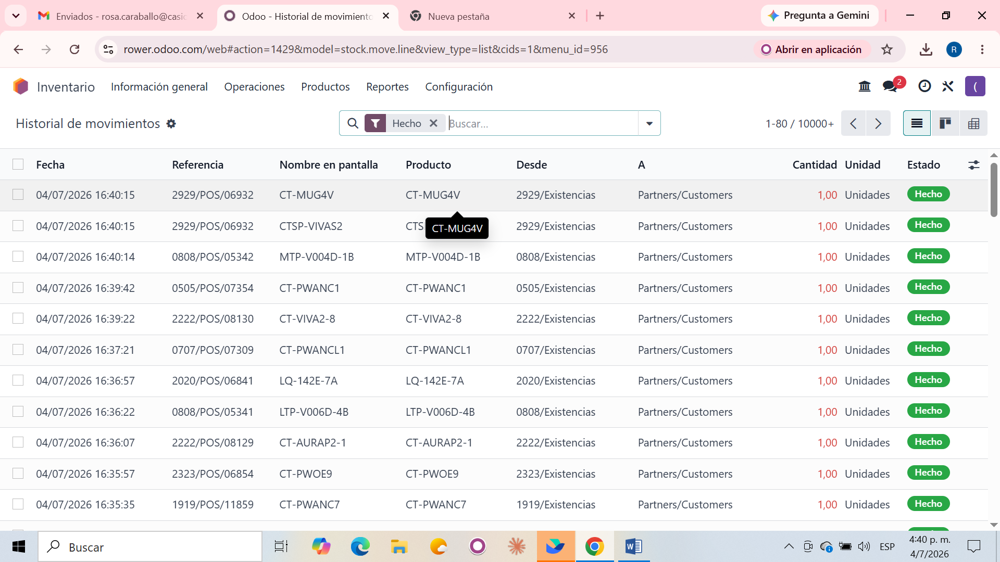 Enviados - rosa.caraballo@casic
Odoo - Historial de movimiento
Nueva pestaña
Pregunta a Gemini
rower.odoo.com/web#action=1429&model=stock.move.line&view_type=list&cids=1&menu_id=956
Abrir en aplicación
R
Inventario
Información general
Operaciones
Productos
Reportes
Configuración
2
(
Historial de movimientos
Hecho
Buscar...
1-80 / 10000+
Fecha Referencia Nombre en pantalla Producto Desde A Cantidad Unidad Estado
04/07/2026 16:40:15 2929/POS/06932 CT-MUG4V CT-MUG4V 2929/Existencias Partners/Customers 1,00 Unidades Hecho
04/07/2026 16:40:15 2929/POS/06932 CTSP-VIVAS2 CTS 2929/Existencias Partners/Customers 1,00 Unidades Hecho
CT-MUG4V
04/07/2026 16:40:14 0808/POS/05342 MTP-V004D-1B MTP-V004D-1B 0808/Existencias Partners/Customers 1,00 Unidades Hecho
04/07/2026 16:39:42 0505/POS/07354 CT-PWANC1 CT-PWANC1 0505/Existencias Partners/Customers 1,00 Unidades Hecho
04/07/2026 16:39:22 2222/POS/08130 CT-VIVA2-8 CT-VIVA2-8 2222/Existencias Partners/Customers 1,00 Unidades Hecho
04/07/2026 16:37:21 0707/POS/07309 CT-PWANCL1 CT-PWANCL1 0707/Existencias Partners/Customers 1,00 Unidades Hecho
04/07/2026 16:36:57 2020/POS/06841 LQ-142E-7A LQ-142E-7A 2020/Existencias Partners/Customers 1,00 Unidades Hecho
04/07/2026 16:36:22 0808/POS/05341 LTP-V006D-4B LTP-V006D-4B 0808/Existencias Partners/Customers 1,00 Unidades Hecho
04/07/2026 16:36:07 2222/POS/08129 CT-AURAP2-1 CT-AURAP2-1 2222/Existencias Partners/Customers 1,00 Unidades Hecho
04/07/2026 16:35:57 2323/POS/06854 CT-PWOE9 CT-PWOE9 2323/Existencias Partners/Customers 1,00 Unidades Hecho
04/07/2026 16:35:35 1919/POS/11859 CT-PWANC7 CT-PWANC7 1919/Existencias Partners/Customers 1,00 Unidades Hecho
Buscar
ESP
4:40 p. m.
4/7/2026